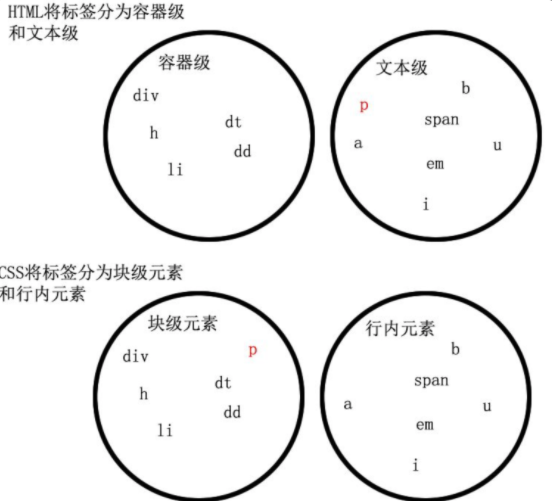 HTML将标签分为容器级
和文本级
容器级
div
h
dt
dd
li
文本级
b
p
span
a
u
em
i
CSS将标签分为块级元素
和行内元素
块级元素
p
div
dt
h
dd
li
行内元素
b
span
a
u
em
i